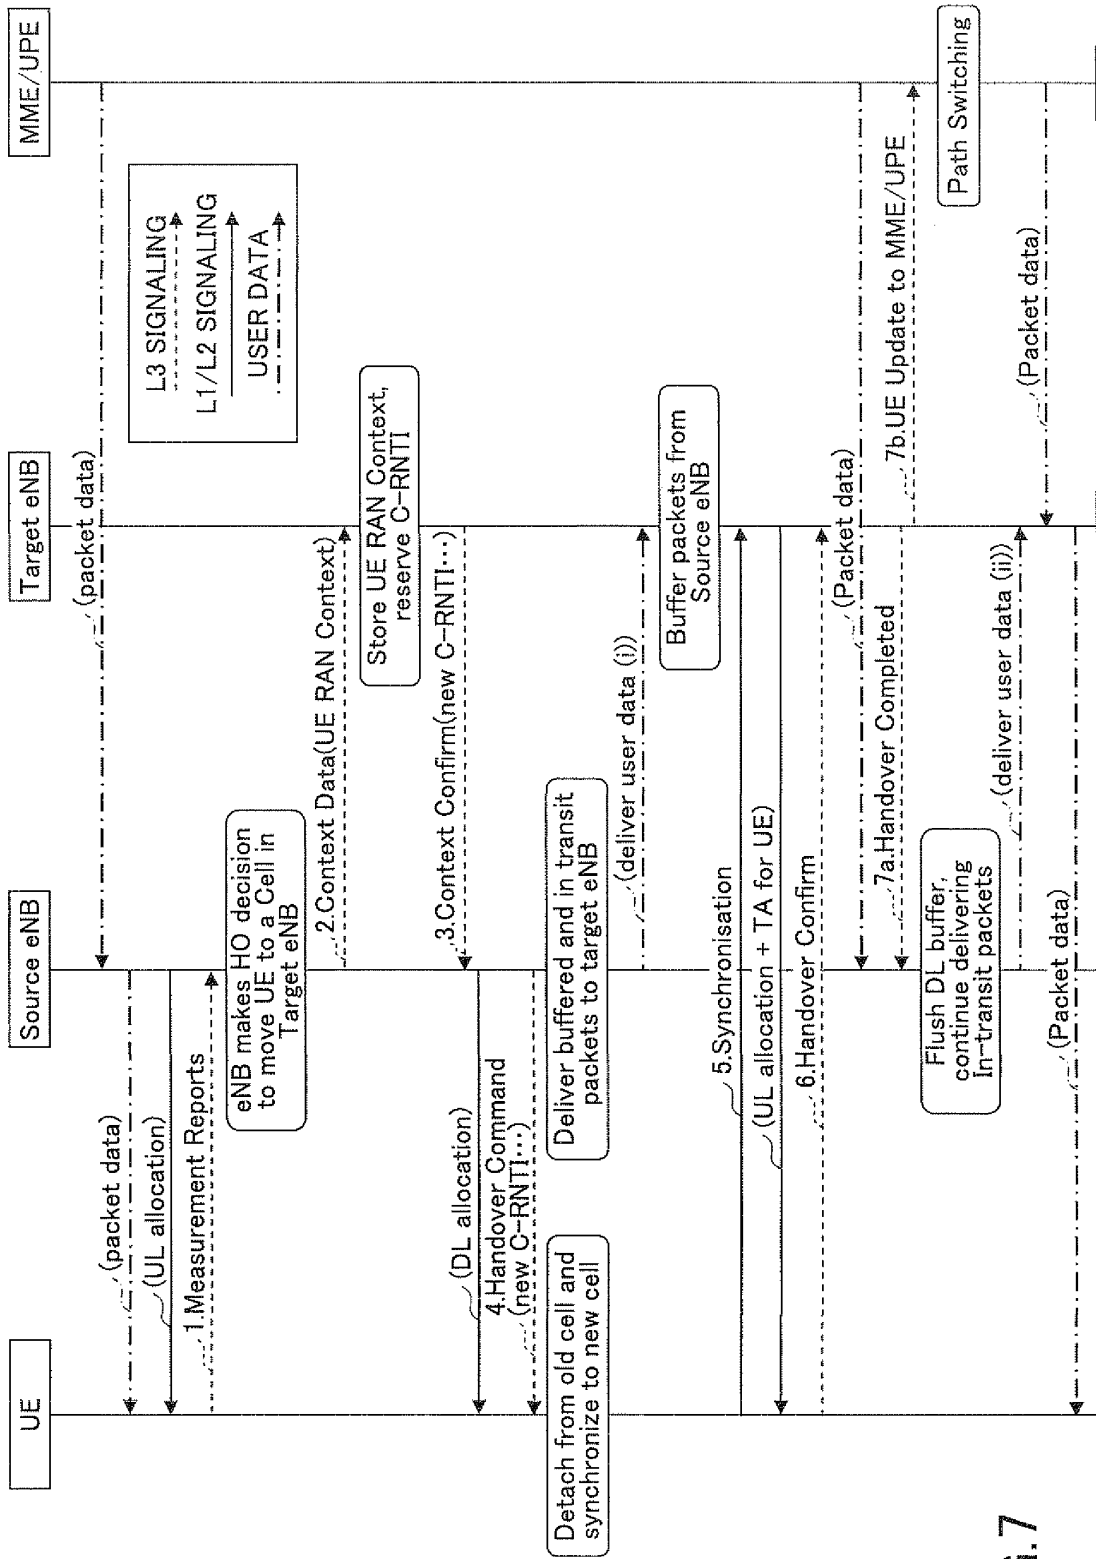 UE
Source eNB
Target eNB
MME/UPE
(packet data)
(packet data)
L3 SIGNALING
L1/L2 SIGNALING
USER DATA
(UL allocation)
1.Measurement Reports
eNB makes HO decision
to move UE to a Cell in
Target eNB
2.Context Data(UE RAN Context)
Store UE RAN Context,
reserve C-RNTI
3.Context Confirm(new C-RNTI···)
(DL allocation)
4.Handover Command
(new C-RNTI···)
Detach from old cell and
synchronize to new cell
Deliver buffered and in transit
packets to target eNB
(deliver user data (i))
Buffer packets from
Source eNB
5.Synchronisation
(UL allocation + TA for UE)
6.Handover Confirm
(Packet data)
7a.Handover Completed
7b.UE Update to MME/UPE
Flush DL buffer,
continue delivering
In-transit packets
Path Switching
(deliver user data (ii))
(Packet data)
(Packet data)
.7